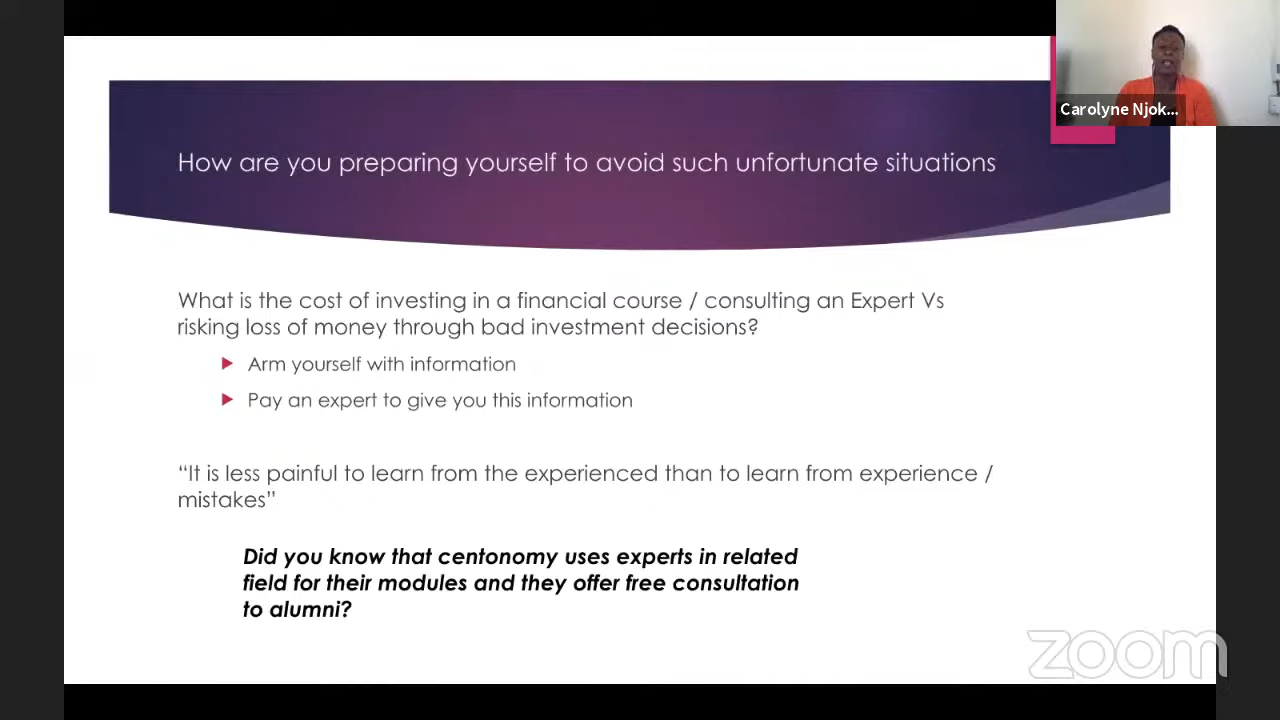 Carolyne Njok...
How are you preparing yourself to avoid such unfortunate situations
What is the cost of investing in a financial course / consulting an Expert Vs
risking loss of money through bad investment decisions?
Arm yourself with information
Pay an expert to give you this information
“It is less painful to learn from the experienced than to learn from experience /
mistakes”
Did you know that centonomy uses experts in related
field for their modules and they offer free consultation
to alumni?
zoom